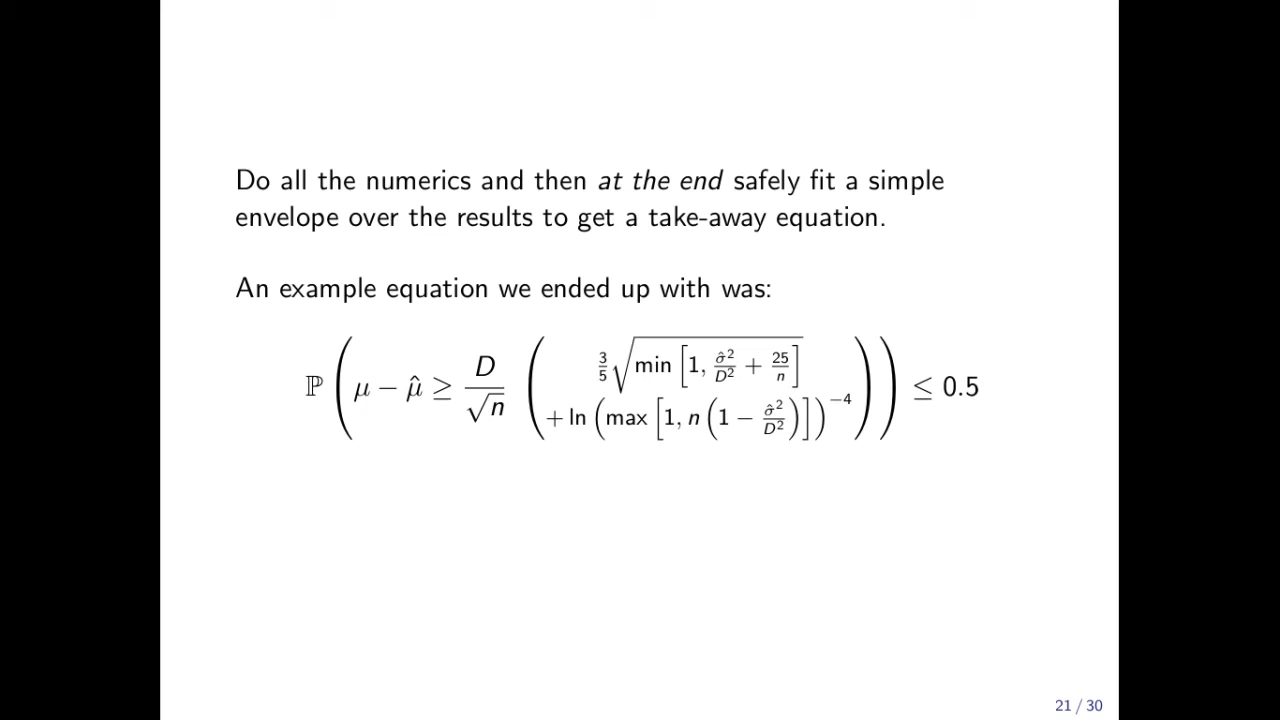 Do all the numerics and then at the end safely fit a simple
envelope over the results to get a take-away equation.
An example equation we ended up with was:
ℙ ( μ − μ̂ ≥ D/√n ( 3/5 √(min [1, σ̂²/D² + 25/n])
+ ln (max [1, n (1 − σ̂²/D²)])⁻⁴ ) ) ≤ 0.5
21 / 30